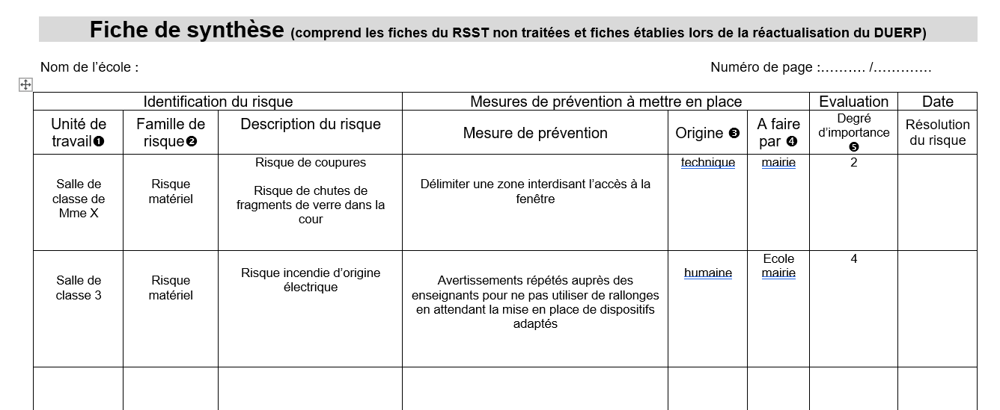 Fiche de synthèse (comprend les fiches du RSST non traitées et fiches établies lors de la réactualisation du DUERP)
Nom de l’école :
Numéro de page :.......... /.............
Identification du risque
Mesures de prévention à mettre en place
Evaluation
Date
Unité de
travail❶
Famille de
risque❷
Description du risque
Mesure de prévention
Origine ❸
A faire
par ❹
Degré
d’importance
❺
Résolution
du risque
Salle de
classe de
Mme X
Risque
matériel
Risque de coupures
Risque de chutes de
fragments de verre dans la
cour
Délimiter une zone interdisant l’accès à la
fenêtre
technique
mairie
2
Salle de
classe 3
Risque
matériel
Risque incendie d’origine
électrique
Avertissements répétés auprès des
enseignants pour ne pas utiliser de rallonges
en attendant la mise en place de dispositifs
adaptés
humaine
Ecole
mairie
4